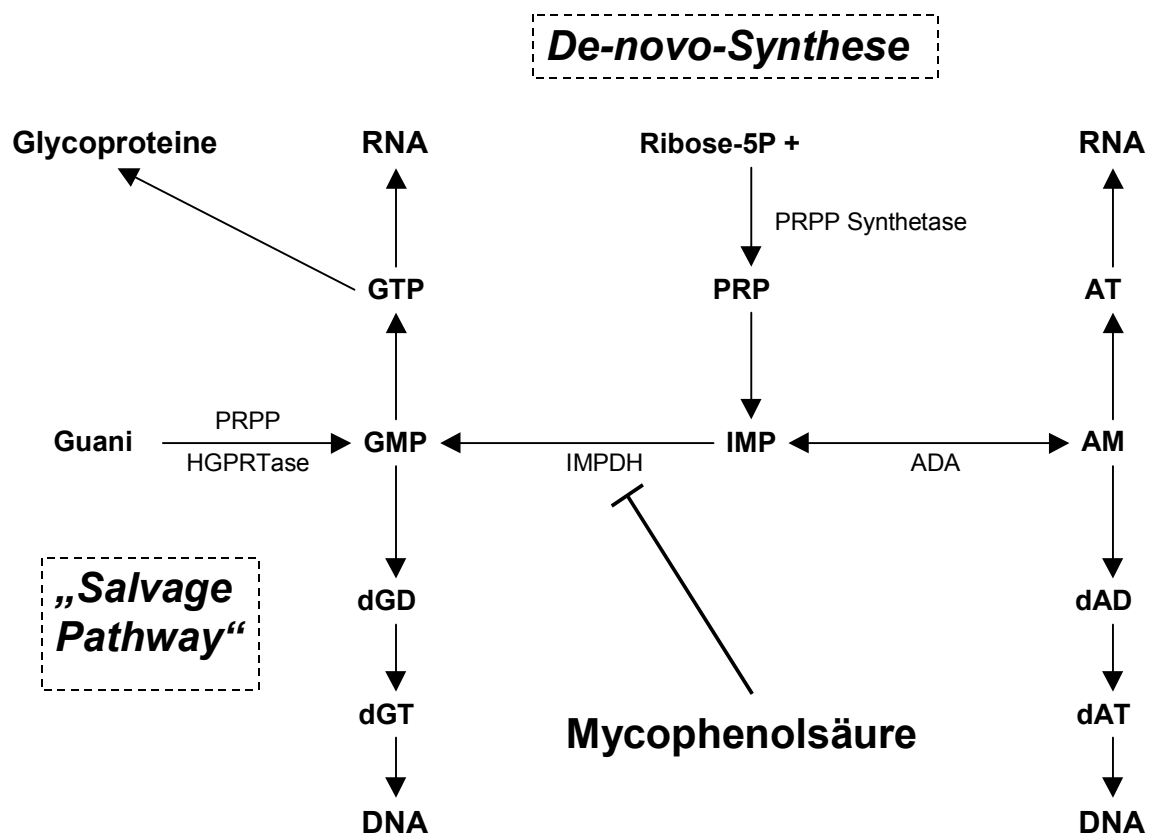 De-novo-Synthese
Glycoproteine RNA Ribose-5P + RNA
PRPP Synthetase
GTP PRP AT
PRPP
Guani GMP IMP AM
HGPRTase IMPDH ADA
„Salvage
Pathway“
dGD dAD
dGT dAT
Mycophenolsäure
DNA DNA